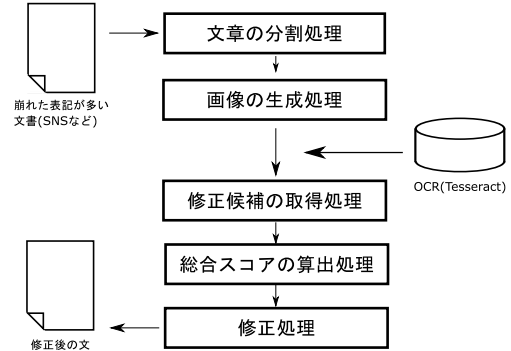 文章の分割処理
画像の生成処理
崩れた表記が多い
文書(SNSなど)
OCR(Tesseract)
修正候補の取得処理
総合スコアの算出処理
修正処理
修正後の文